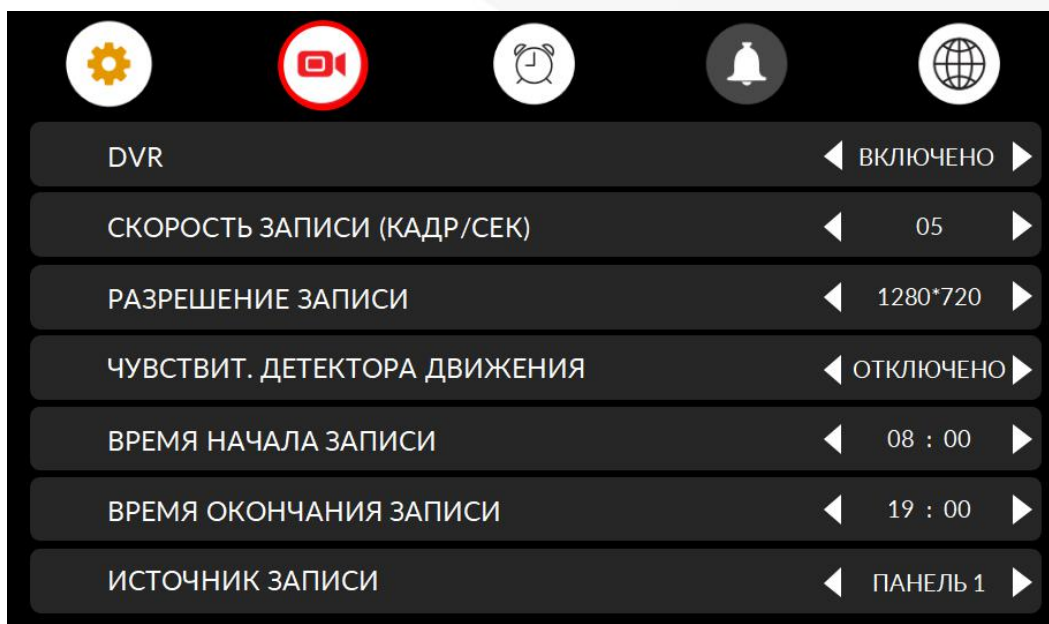 DVR ВКЛЮЧЕНО
СКОРОСТЬ ЗАПИСИ (КАДР/СЕК) 05
РАЗРЕШЕНИЕ ЗАПИСИ 1280*720
ЧУВСТВИТ. ДЕТЕКТОРА ДВИЖЕНИЯ ОТКЛЮЧЕНО
ВРЕМЯ НАЧАЛА ЗАПИСИ 08 : 00
ВРЕМЯ ОКОНЧАНИЯ ЗАПИСИ 19 : 00
ИСТОЧНИК ЗАПИСИ ПАНЕЛЬ 1